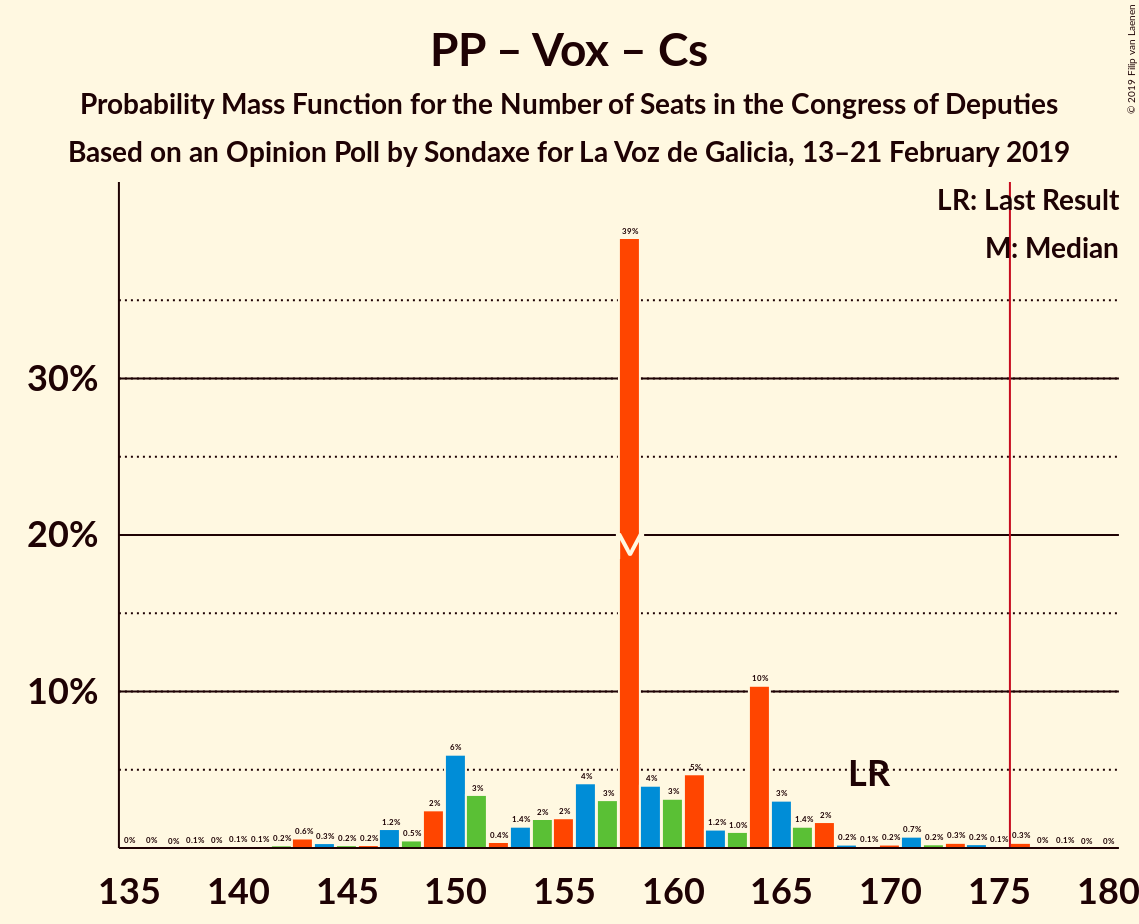 PP – Vox – Cs
Probability Mass Function for the Number of Seats in the Congress of Deputies
Based on an Opinion Poll by Sondaxe for La Voz de Galicia, 13–21 February 2019
© 2019 Filip van Laenen
LR: Last Result
M: Median
30%
20%
10%
0% 0% 0% 0.1% 0% 0.1% 0.1% 0.2% 0.6% 0.3% 0.2% 0.2% 1.2% 0.5% 2% 6% 3% 0.4% 1.4% 2% 2% 4% 3% 39% 4% 3% 5% 1.2% 1.0% 10% 3% 1.4% 2% 0.2% 0.1% 0.2% 0.7% 0.2% 0.3% 0.2% 0.1% 0.3% 0% 0.1% 0% 0%
LR
135 140 145 150 155 160 165 170 175 180